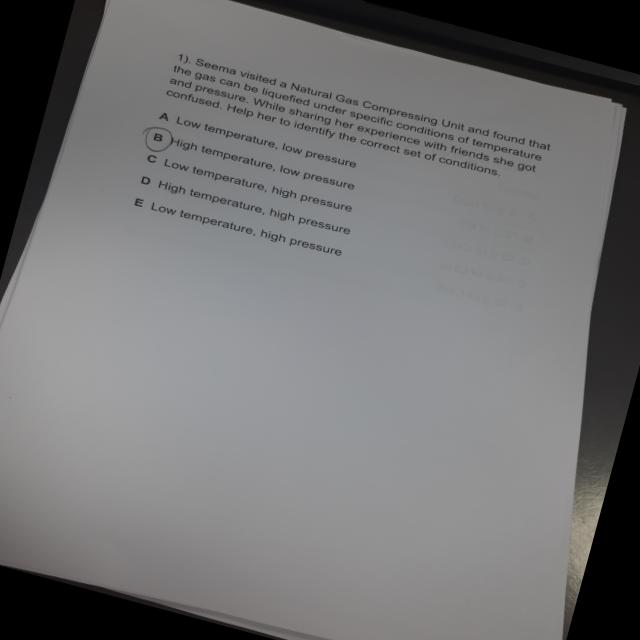 1). Seema visited a Natural Gas Compressing Unit and found that
the gas can be liquefied under specific conditions of temperature
and pressure. While sharing her experience with friends she got
confused. Help her to identify the correct set of conditions.
A Low temperature, low pressure
B High temperature, low pressure
C Low temperature, high pressure
D High temperature, high pressure
E Low temperature, high pressure